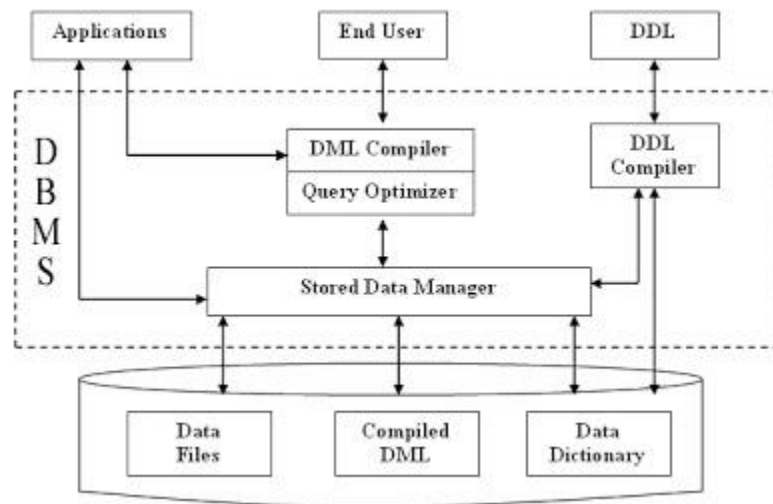 Applications
End User
DDL
DBMS
DML Compiler
Query Optimizer
DDL
Compiler
Stored Data Manager
Data
Files
Compiled
DML
Data
Dictionary